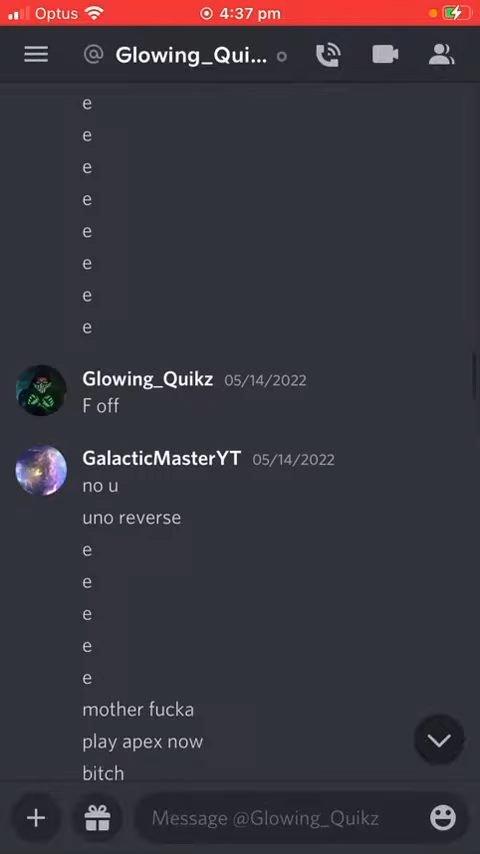 Optus 4:37 pm
@ Glowing_Qui...
e
e
e
e
e
e
e
e
Glowing_Quikz 05/14/2022
F off
GalacticMasterYT 05/14/2022
no u
uno reverse
e
e
e
e
e
mother fucka
play apex now
bitch
Message @Glowing_Quikz